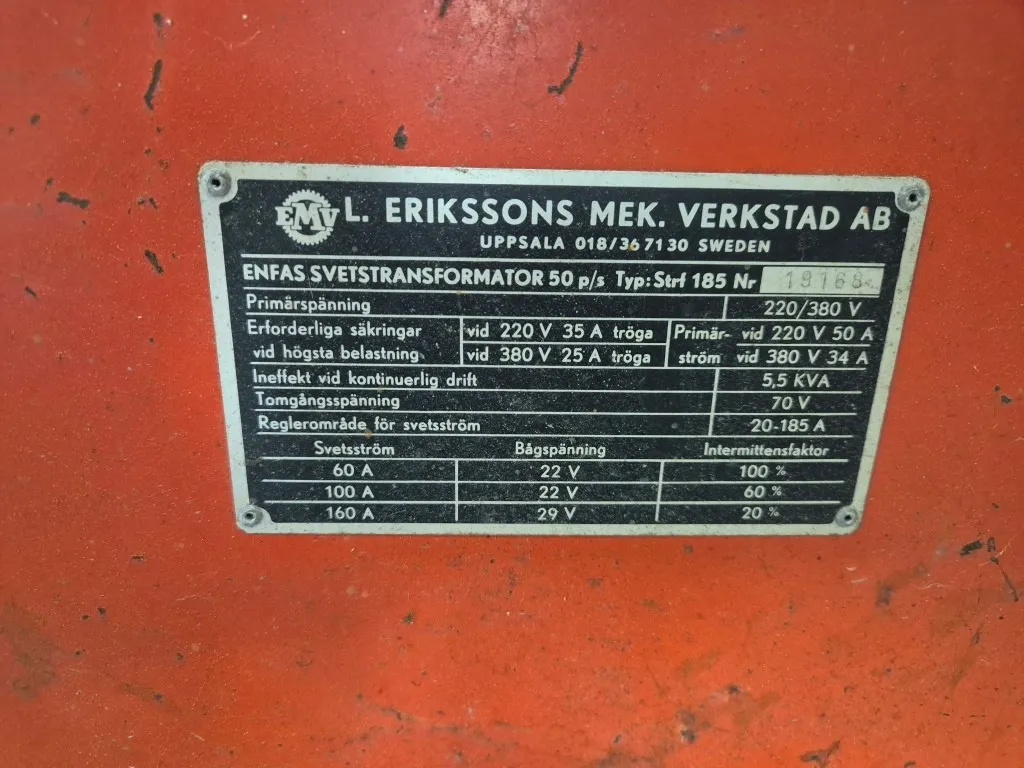 EMV L. ERIKSSONS MEK. VERKSTAD AB
UPPSALA 018/36 71 30 SWEDEN
ENFAS SVETSTRANSFORMATOR 50 p/s Typ: Strf 185 Nr 19168
Primärspänning 220/380 V
Erforderliga säkringar vid 220 V 35 A tröga Primär- vid 220 V 50 A
vid högsta belastning vid 380 V 25 A tröga ström vid 380 V 34 A
Ineffekt vid kontinuerlig drift 5,5 KVA
Tomgångsspänning 70 V
Reglerområde för svetsström 20-185 A
Svetsström Bågspänning Intermittensfaktor
60 A 22 V 100 %
100 A 22 V 60 %
160 A 29 V 20 %